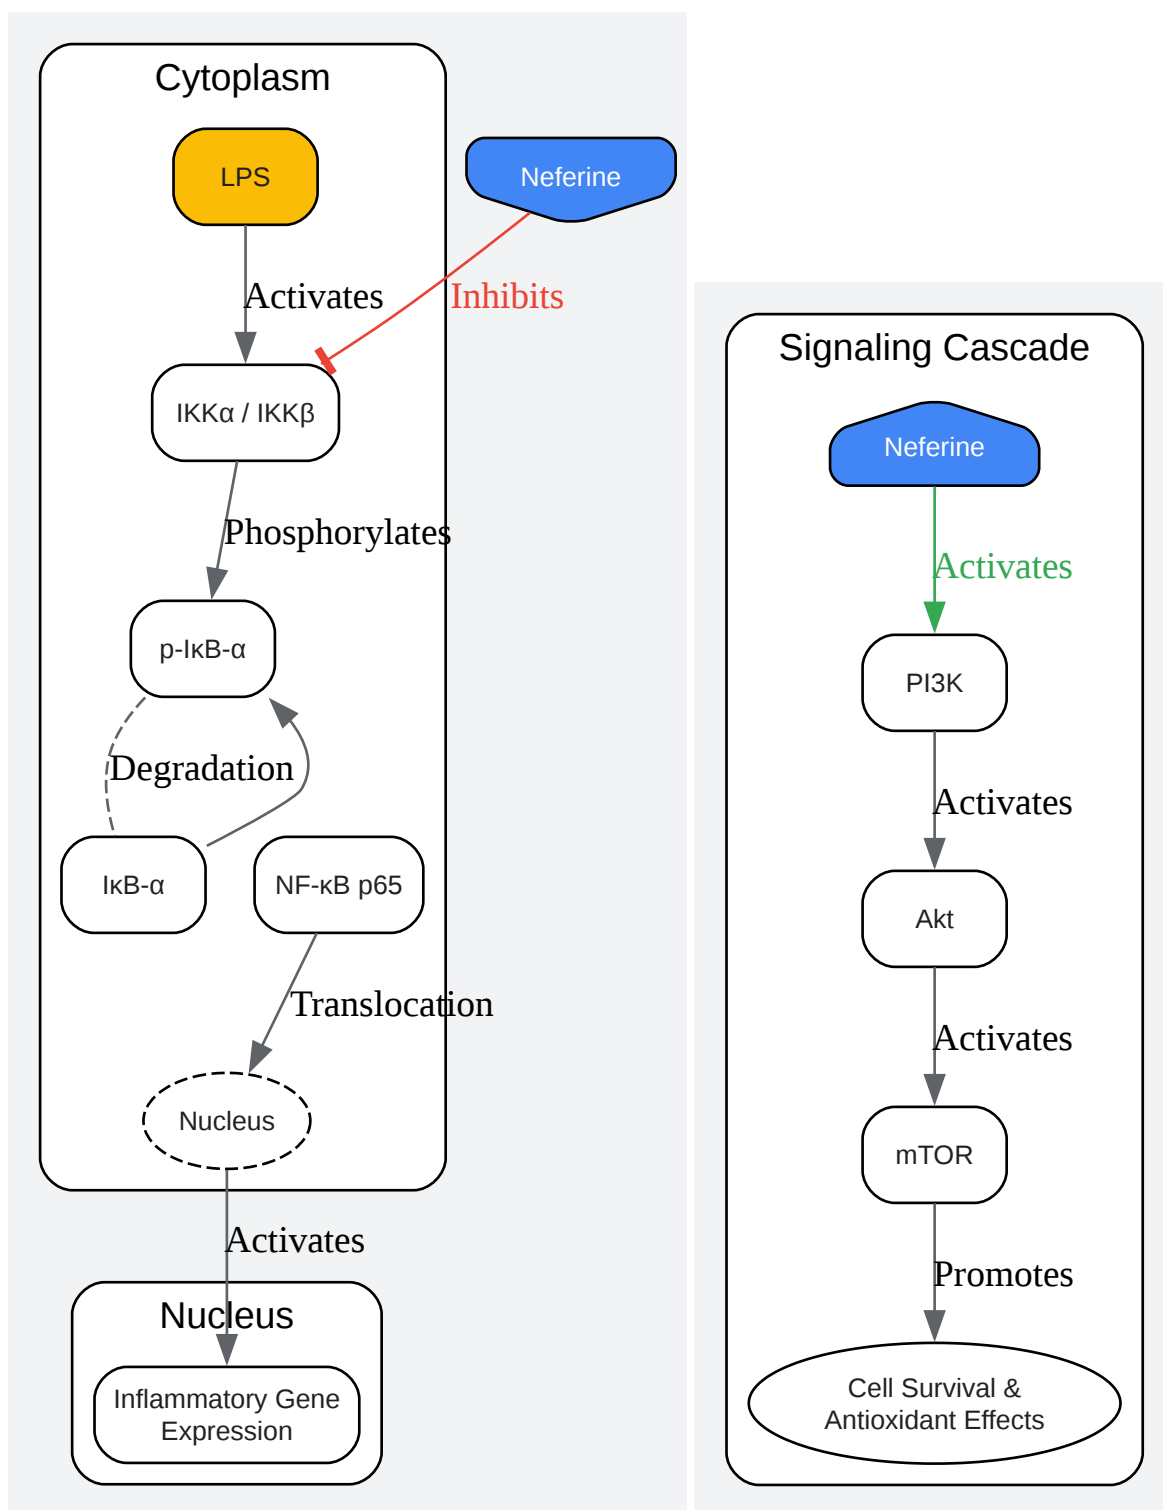 Cytoplasm
LPS
Neferine
Activates
Inhibits
IKKα / IKKβ
Phosphorylates
p-IκB-α
Degradation
IκB-α
NF-κB p65
Translocation
Nucleus
Activates
Nucleus
Inflammatory Gene
Expression
Signaling Cascade
Neferine
Activates
PI3K
Activates
Akt
Activates
mTOR
Promotes
Cell Survival &
Antioxidant Effects